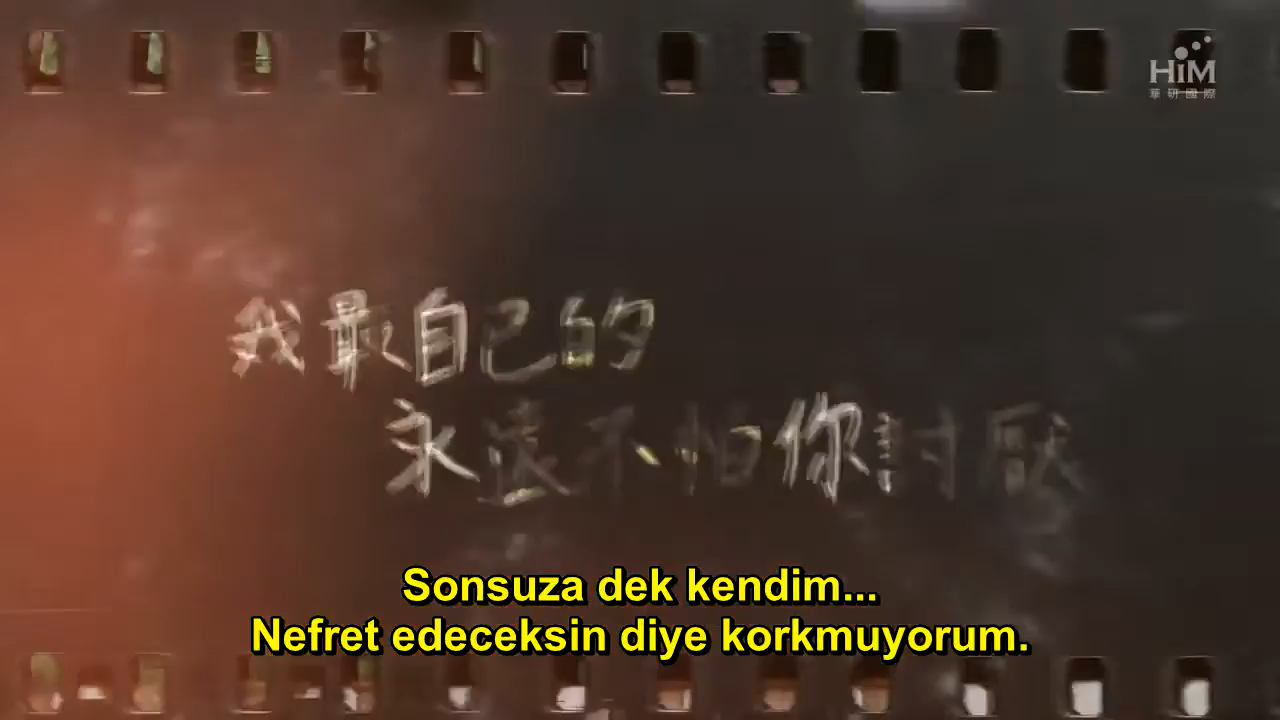 HiM
華研國際
我最自己的
永遠不怕你討厭
Sonsuza dek kendim...
Nefret edeceksin diye korkmuyorum.